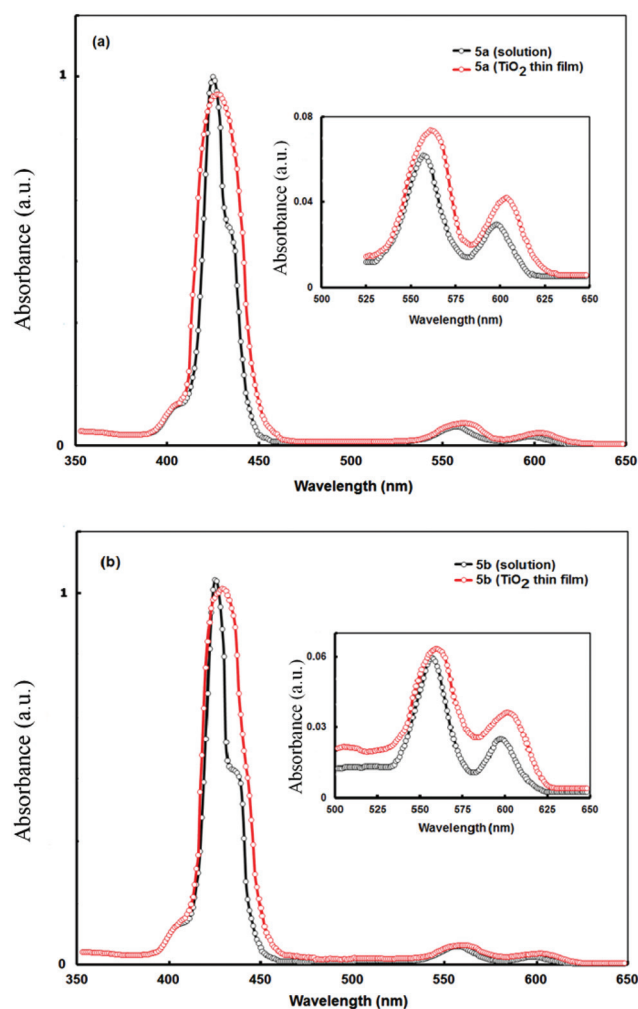 (a)
5a (solution)
5a (TiO2 thin film)
1
0
Absorbance (a.u.)
350 400 450 500 550 600 650
Wavelength (nm)
0.08
0.04
0
Absorbance (a.u.)
500 525 550 575 600 625 650
Wavelength (nm)
(b)
5b (solution)
5b (TiO2 thin film)
1
0
Absorbance (a.u.)
350 400 450 500 550 600 650
Wavelength (nm)
0.06
0.03
0
Absorbance (a.u.)
500 525 550 575 600 625 650
Wavelength (nm)